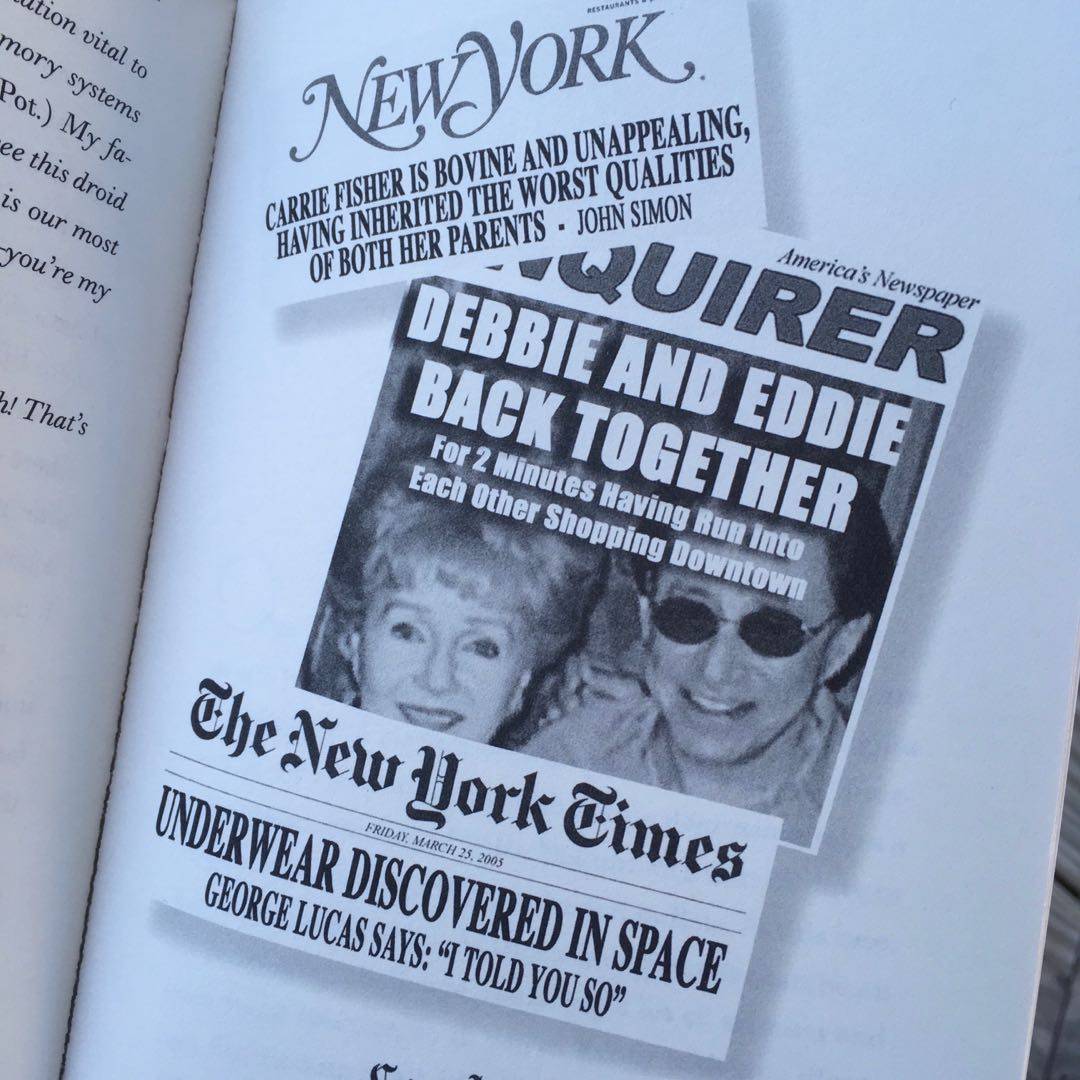 ation vital to
mory systems
Pot.) My fa-
ee this droid
is our most
-you're my
h! That's
RESTAURANTS
NEW YORK.
CARRIE FISHER IS BOVINE AND UNAPPEALING,
HAVING INHERITED THE WORST QUALITIES
OF BOTH HER PARENTS · JOHN SIMON
America's Newspaper
NQUIRER
DEBBIE AND EDDIE
BACK TOGETHER
For 2 Minutes Having Run Into
Each Other Shopping Downtown
The New York Times
FRIDAY, MARCH 25, 2005
UNDERWEAR DISCOVERED IN SPACE
GEORGE LUCAS SAYS: “I TOLD YOU SO”